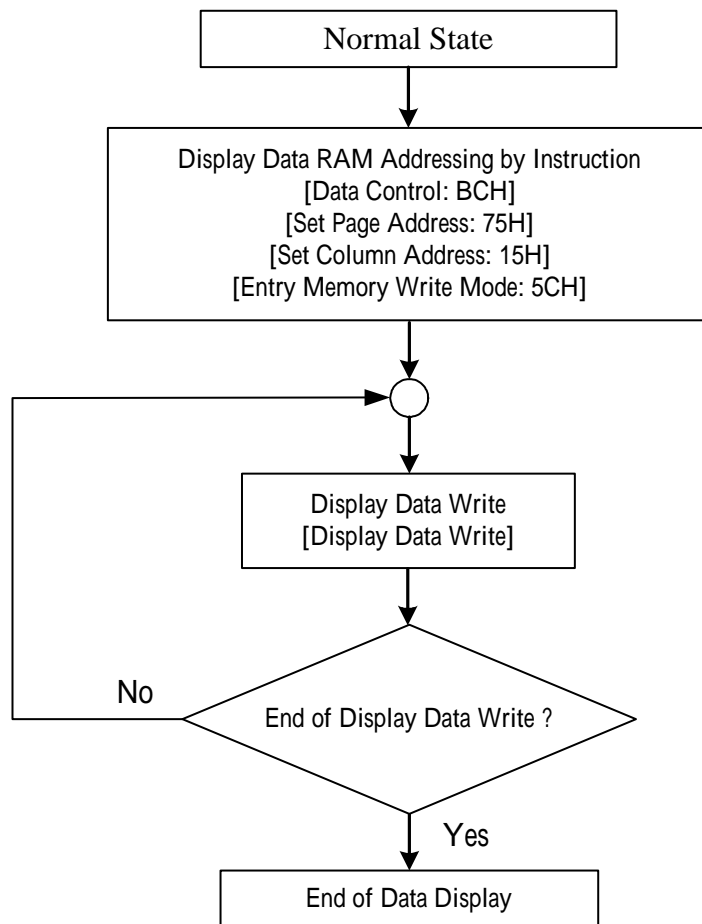 Normal State
Display Data RAM Addressing by Instruction
[Data Control: BCH]
[Set Page Address: 75H]
[Set Column Address: 15H]
[Entry Memory Write Mode: 5CH]
Display Data Write
[Display Data Write]
No
End of Display Data Write ?
Yes
End of Data Display